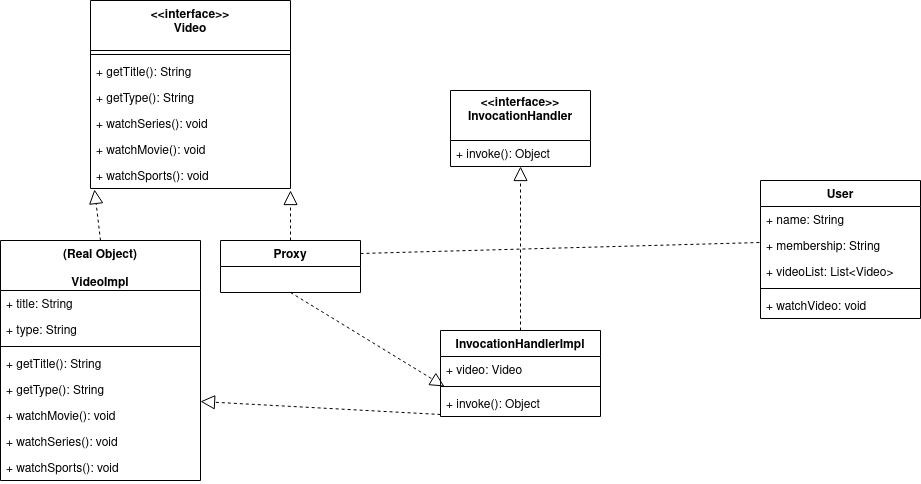 <<interface>>
Video
+ getTitle(): String
+ getType(): String
+ watchSeries(): void
+ watchMovie(): void
+ watchSports(): void
<<interface>>
InvocationHandler
+ invoke(): Object
User
+ name: String
+ membership: String
+ videoList: List<Video>
+ watchVideo: void
(Real Object)
VideoImpl
+ title: String
+ type: String
+ getTitle(): String
+ getType(): String
+ watchMovie(): void
+ watchSeries(): void
+ watchSports(): void
Proxy
InvocationHandlerImpl
+ video: Video
+ invoke(): Object